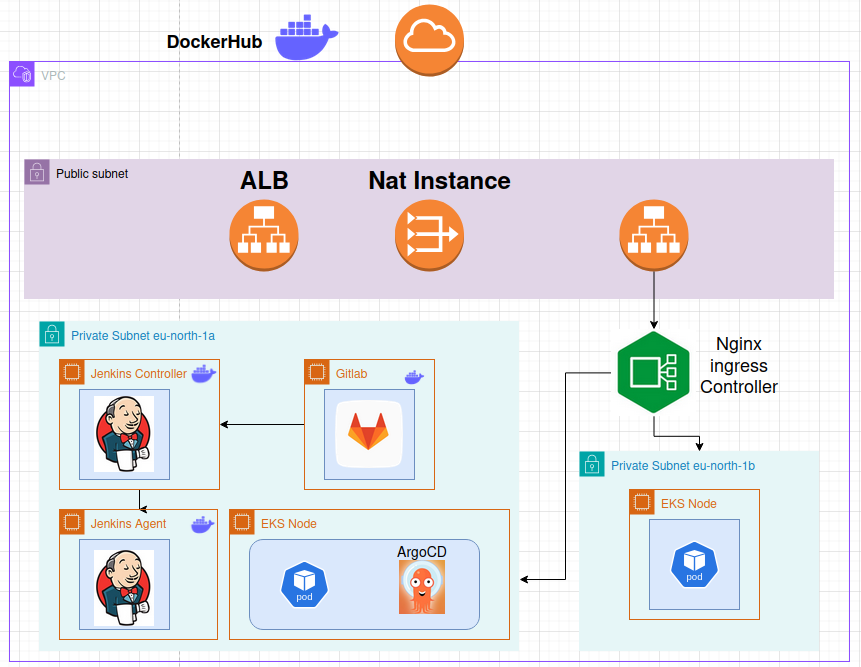 DockerHub
VPC
Public subnet
ALB
Nat Instance
Private Subnet eu-north-1a
Jenkins Controller
Gitlab
Nginx
ingress
Controller
Private Subnet eu-north-1b
EKS Node
pod
Jenkins Agent
EKS Node
ArgoCD
pod